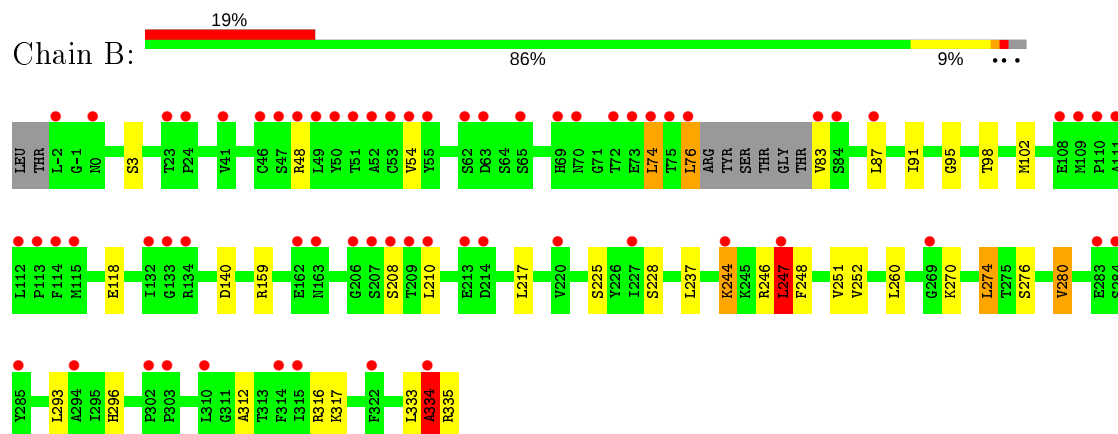 19%
Chain B:
86% 9% •• •
LEU THR L-2 G-1 N0 S3 T23 P24 V41 C46 S47 R48 L49 Y50 T51 A52 C53 V54 Y55 S62 D63 S64 S65 H69 N70 G71 T72 E73 L74 T75 L76 ARG TYR SER THR GLY THR V83 S84 L87 I91 G95 T98 M102 E108 M109 P110 A111
L112 P113 F114 M115 E118 I132 G133 R134 D140 R159 E162 N163 G206 S207 S208 T209 L210 E213 D214 L217 V220 S225 Y226 I227 S228 L237 K244 K245 R246 L247 F248 V251 V252 L260 G269 K270 L274 T275 S276 V280 E283 S284
Y285 L293 A294 I295 H296 P302 P303 L310 G311 A312 T313 F314 I315 R316 K317 F322 L333 A334 R335